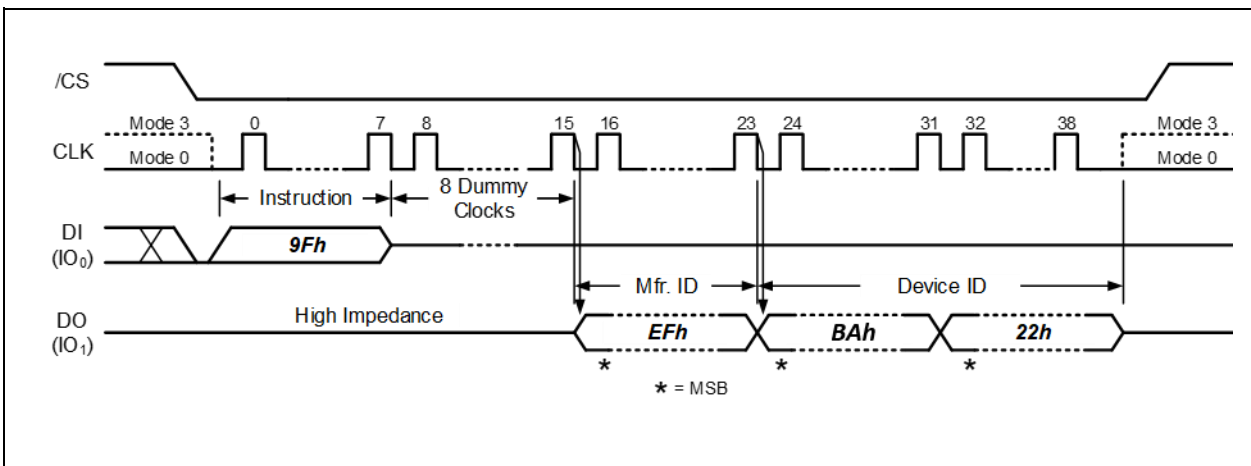 /CS
Mode 3 0 7 8 15 16 23 24 31 32 38 Mode 3
CLK Mode 0 Mode 0
Instruction 8 Dummy
Clocks
DI
(IO0) 9Fh
Mfr. ID Device ID
DO High Impedance
(IO1) EFh BAh 22h
* * *
* = MSB